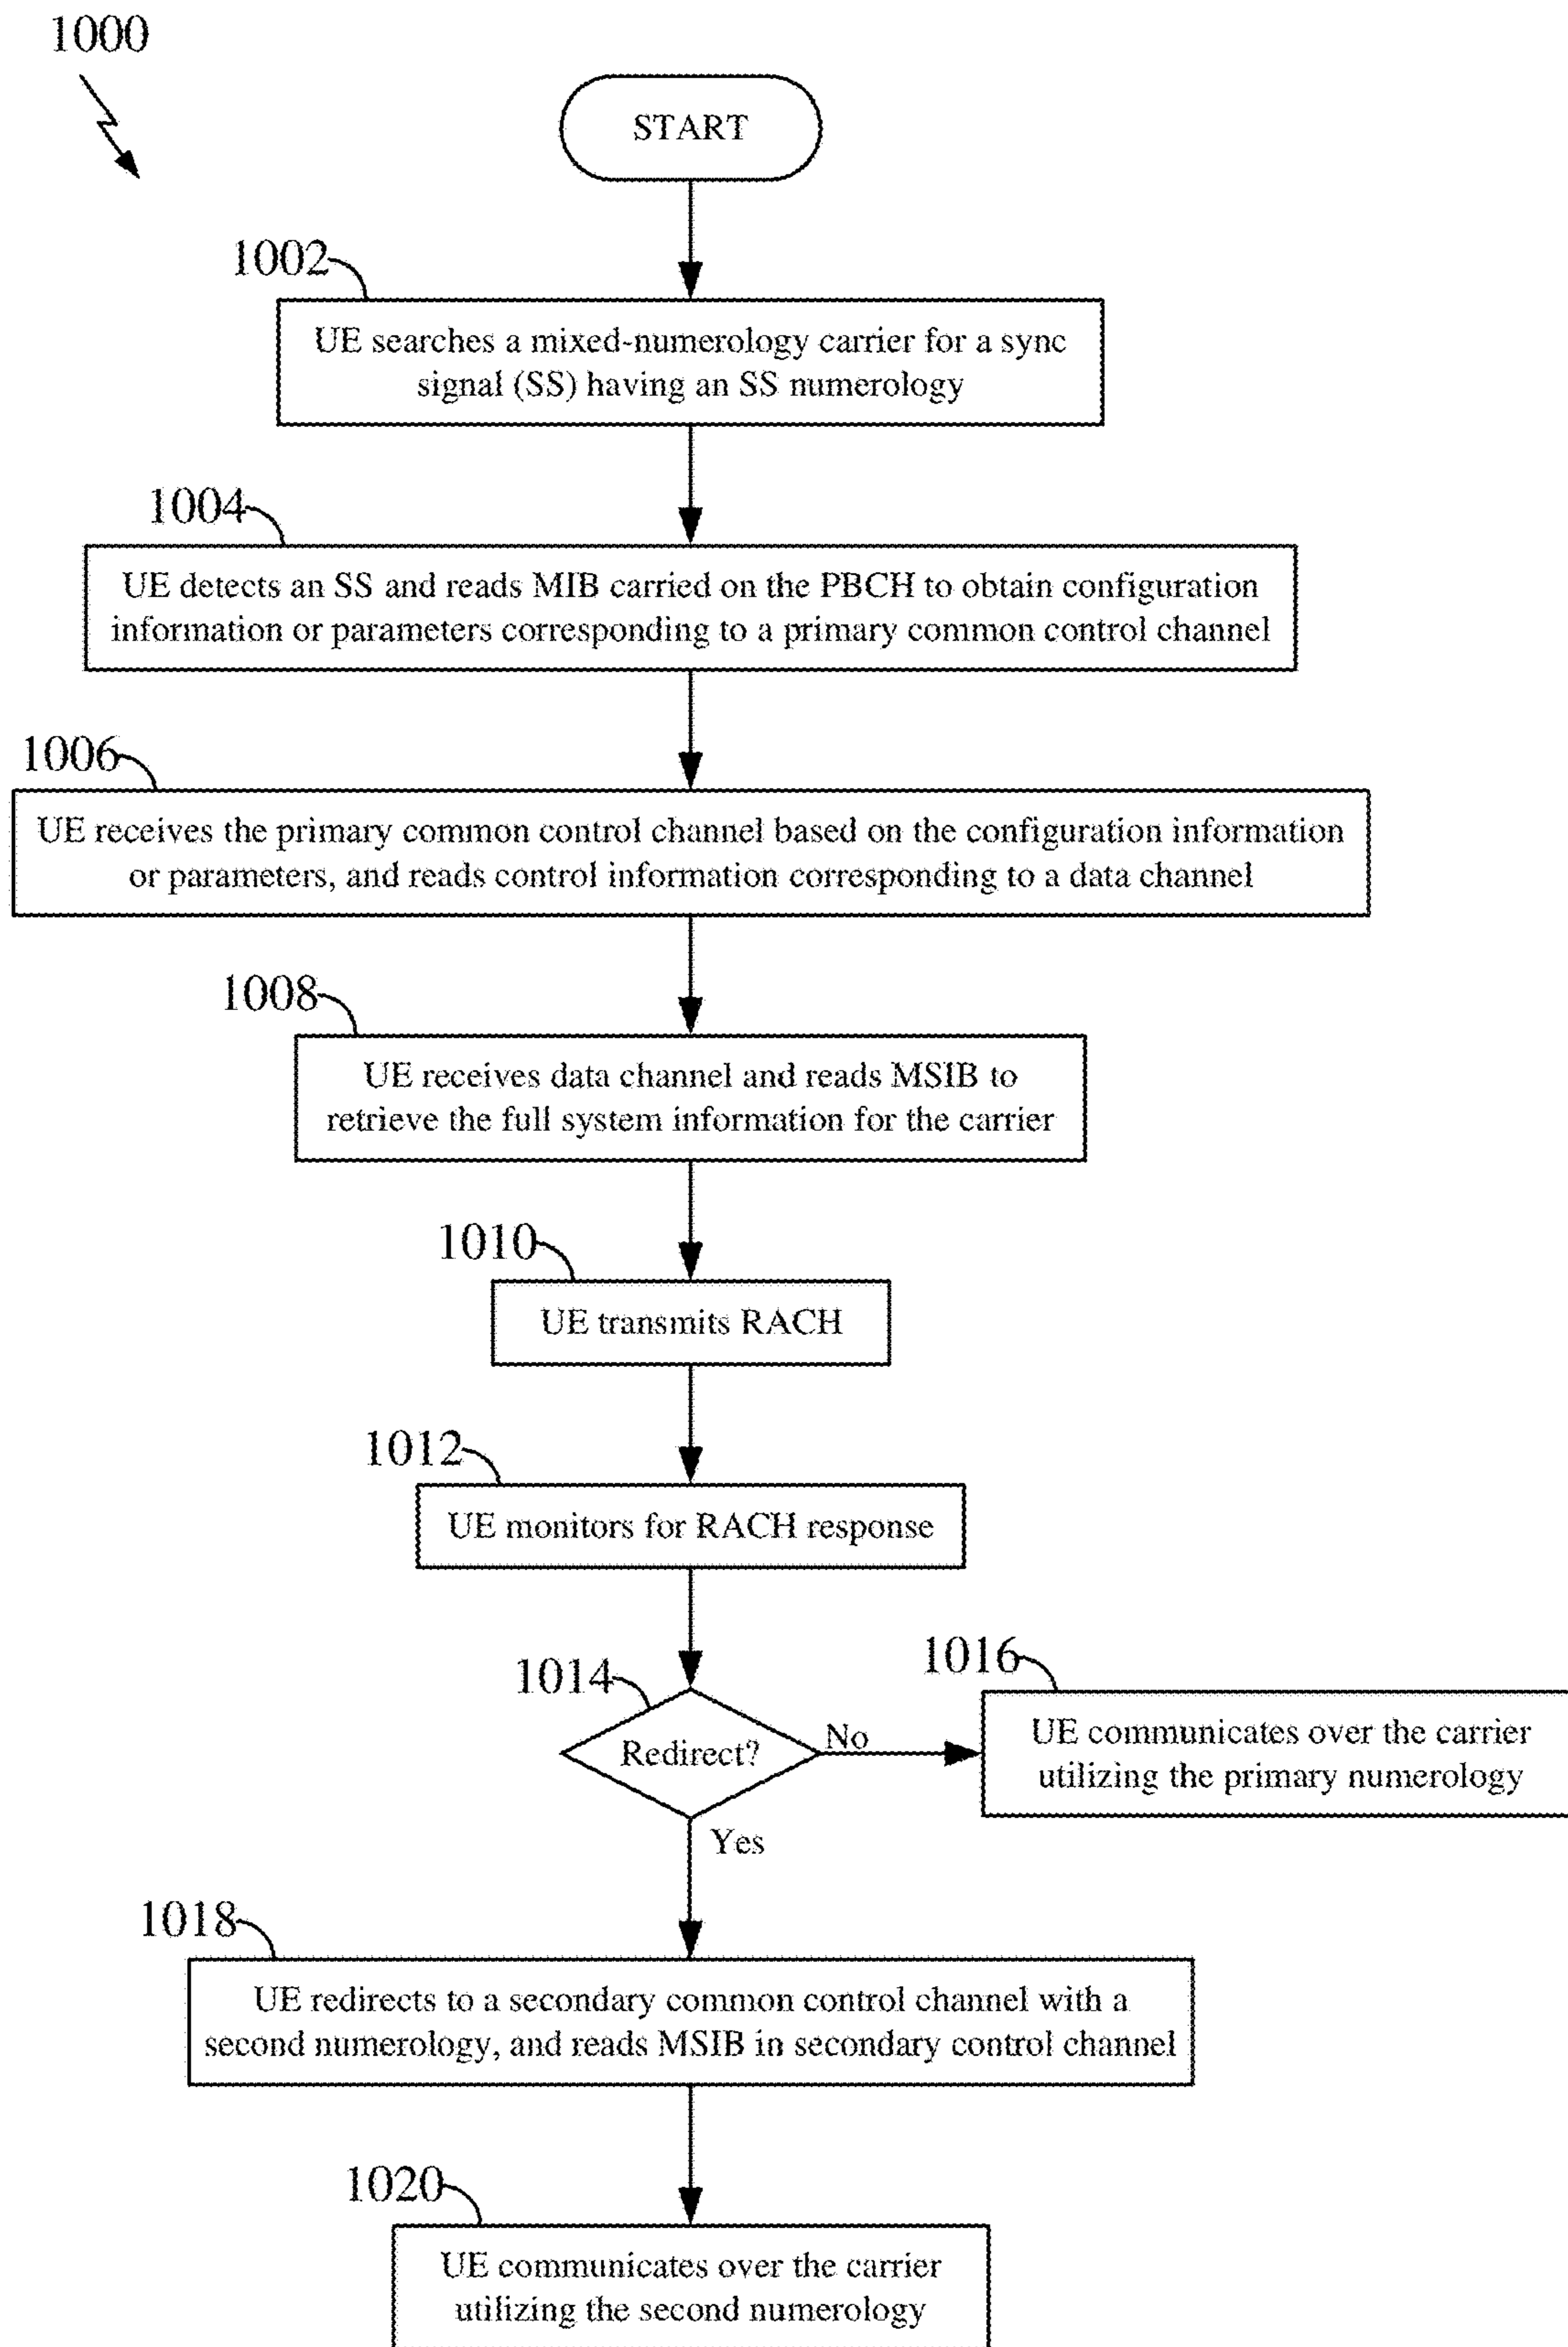 1000
START
1002
UE searches a mixed-numerology carrier for a sync
signal (SS) having an SS numerology
1004
UE detects an SS and reads MIB carried on the PBCH to obtain configuration
information or parameters corresponding to a primary common control channel
1006
UE receives the primary common control channel based on the configuration information
or parameters, and reads control information corresponding to a data channel
1008
UE receives data channel and reads MSIB to
retrieve the full system information for the carrier
1010
UE transmits RACH
1012
UE monitors for RACH response
1014
Redirect?
No
1016
UE communicates over the carrier
utilizing the primary numerology
Yes
1018
UE redirects to a secondary common control channel with a
second numerology, and reads MSIB in secondary control channel
1020
UE communicates over the carrier
utilizing the second numerology